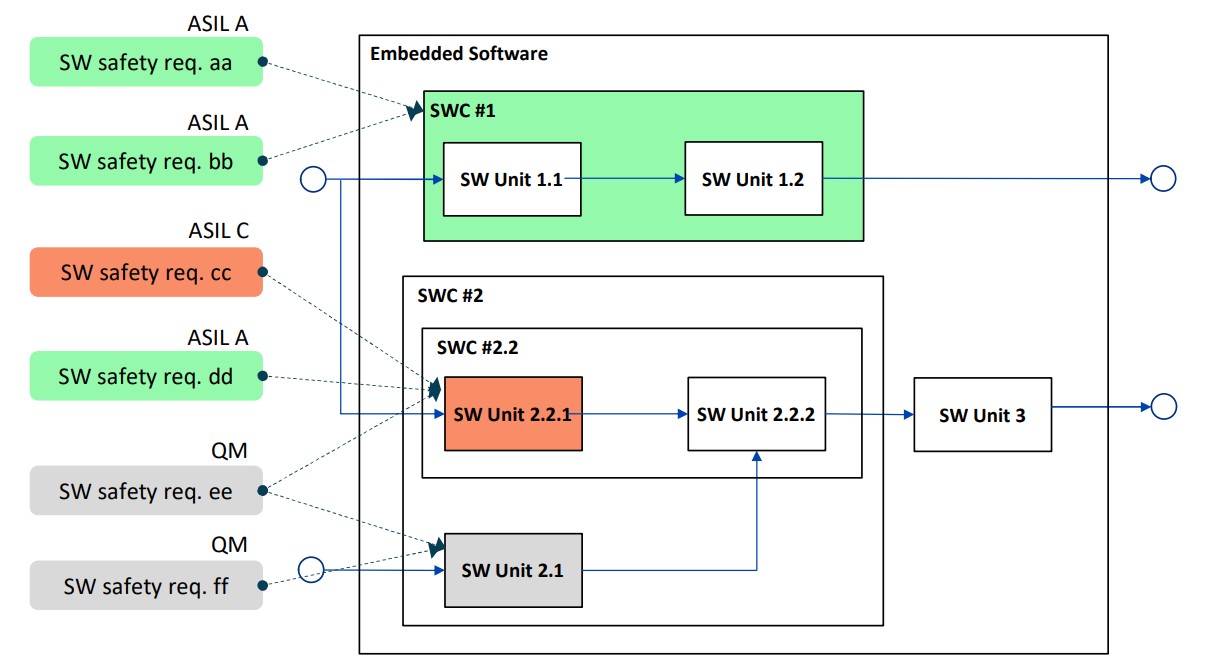 ASIL A
SW safety req. aa
ASIL A
SW safety req. bb
ASIL C
SW safety req. cc
ASIL A
SW safety req. dd
QM
SW safety req. ee
QM
SW safety req. ff
Embedded Software
SWC #1
SW Unit 1.1
SW Unit 1.2
SWC #2
SWC #2.2
SW Unit 2.2.1
SW Unit 2.2.2
SW Unit 3
SW Unit 2.1